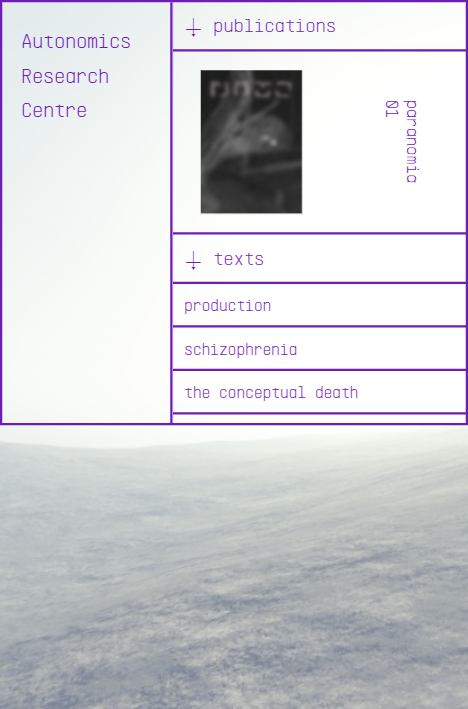 Autonomics
Research
Centre
publications
paranomia
01
texts
production
schizophrenia
the conceptual death